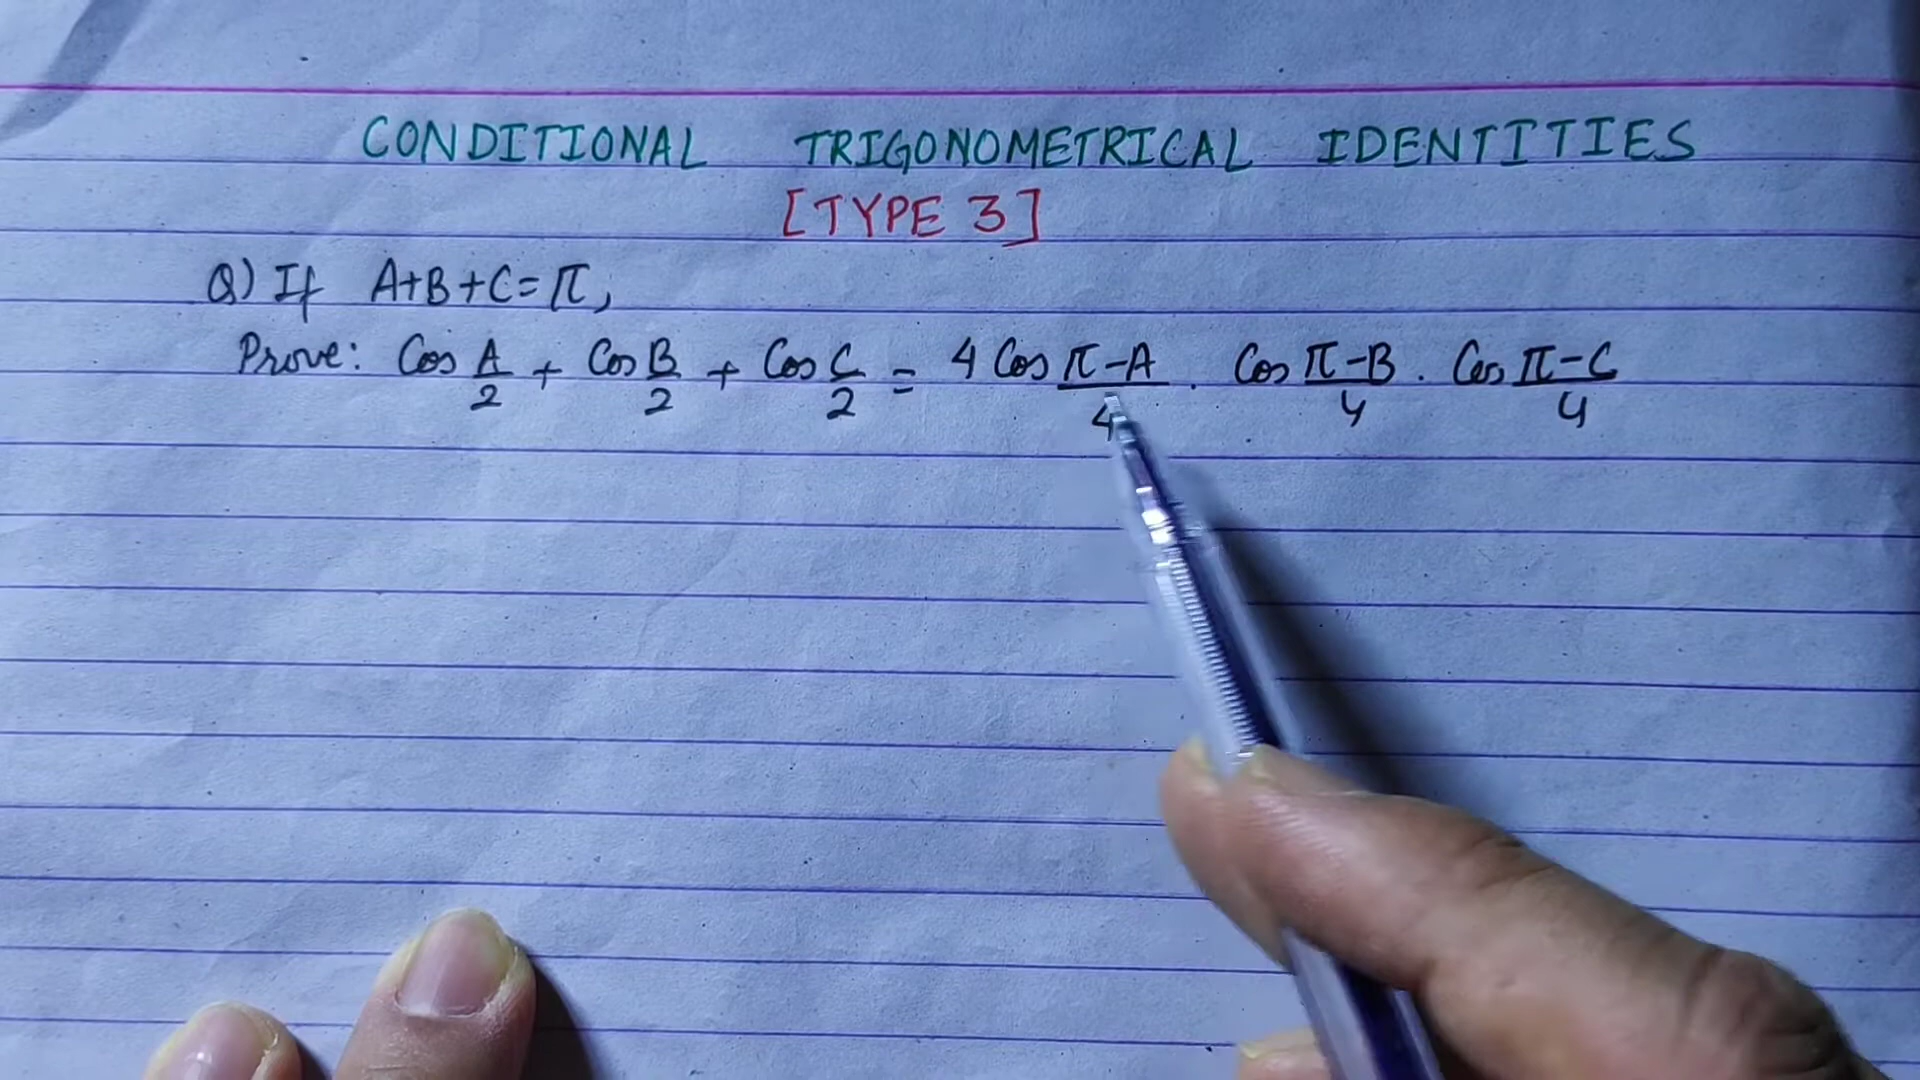 CONDITIONAL TRIGONOMETRICAL IDENTITIES
[TYPE 3]
Q) If A+B+C=π,
Prove: Cos A/2 + Cos B/2 + Cos C/2 = 4 Cos π-A/4 . Cos π-B/4 . Cos π-C/4